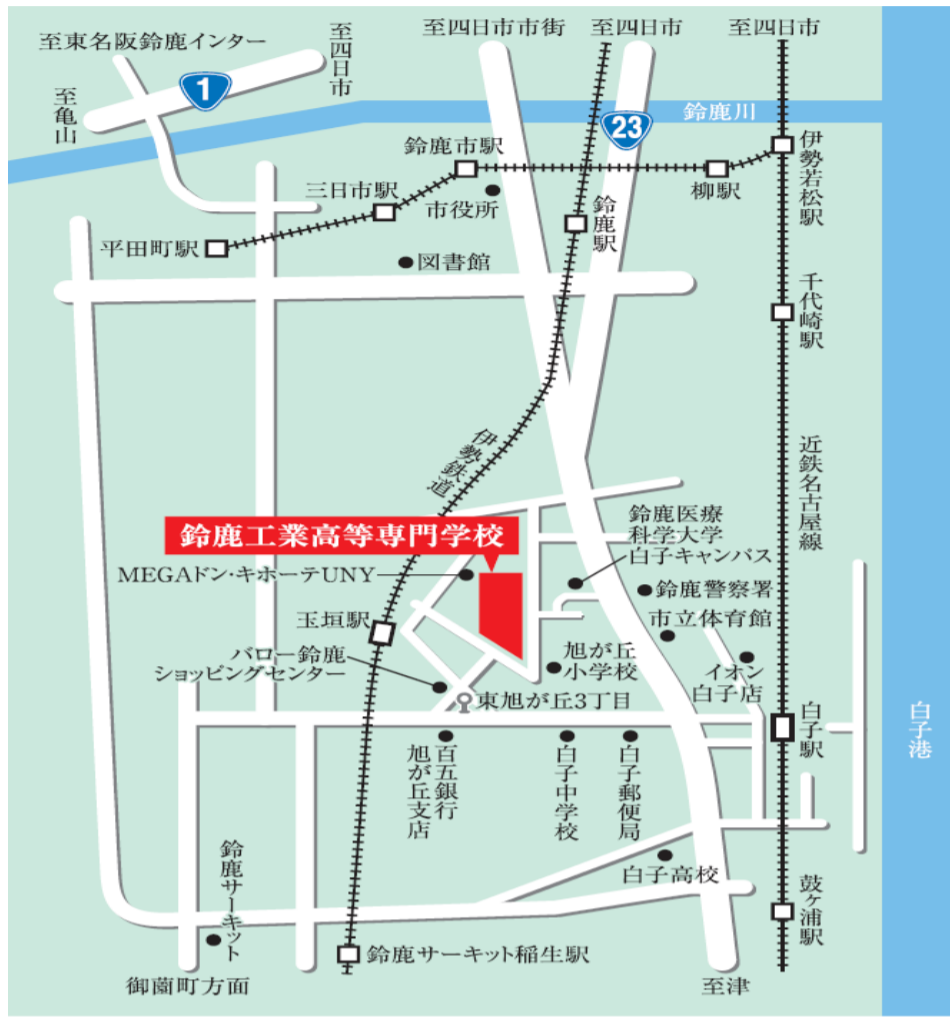 至東名阪鈴鹿インター
至四日市
至四日市市街
至四日市
至四日市
1
至亀山
鈴鹿川
23
鈴鹿市駅
伊勢若松駅
三日市駅
市役所
柳駅
鈴鹿駅
平田町駅
図書館
千代崎駅
伊勢鉄道
近鉄名古屋線
鈴鹿工業高等専門学校
鈴鹿医療
科学大学
白子キャンパス
MEGAドン・キホーテUNY
鈴鹿警察署
玉垣駅
市立体育館
バロー鈴鹿
ショッピングセンター
旭が丘
小学校
イオン
白子店
東旭が丘3丁目
白子駅
白子港
百五銀行
旭が丘支店
白子中学校
白子郵便局
鈴鹿サーキット
白子高校
鼓ヶ浦駅
鈴鹿サーキット稲生駅
御薗町方面
至津